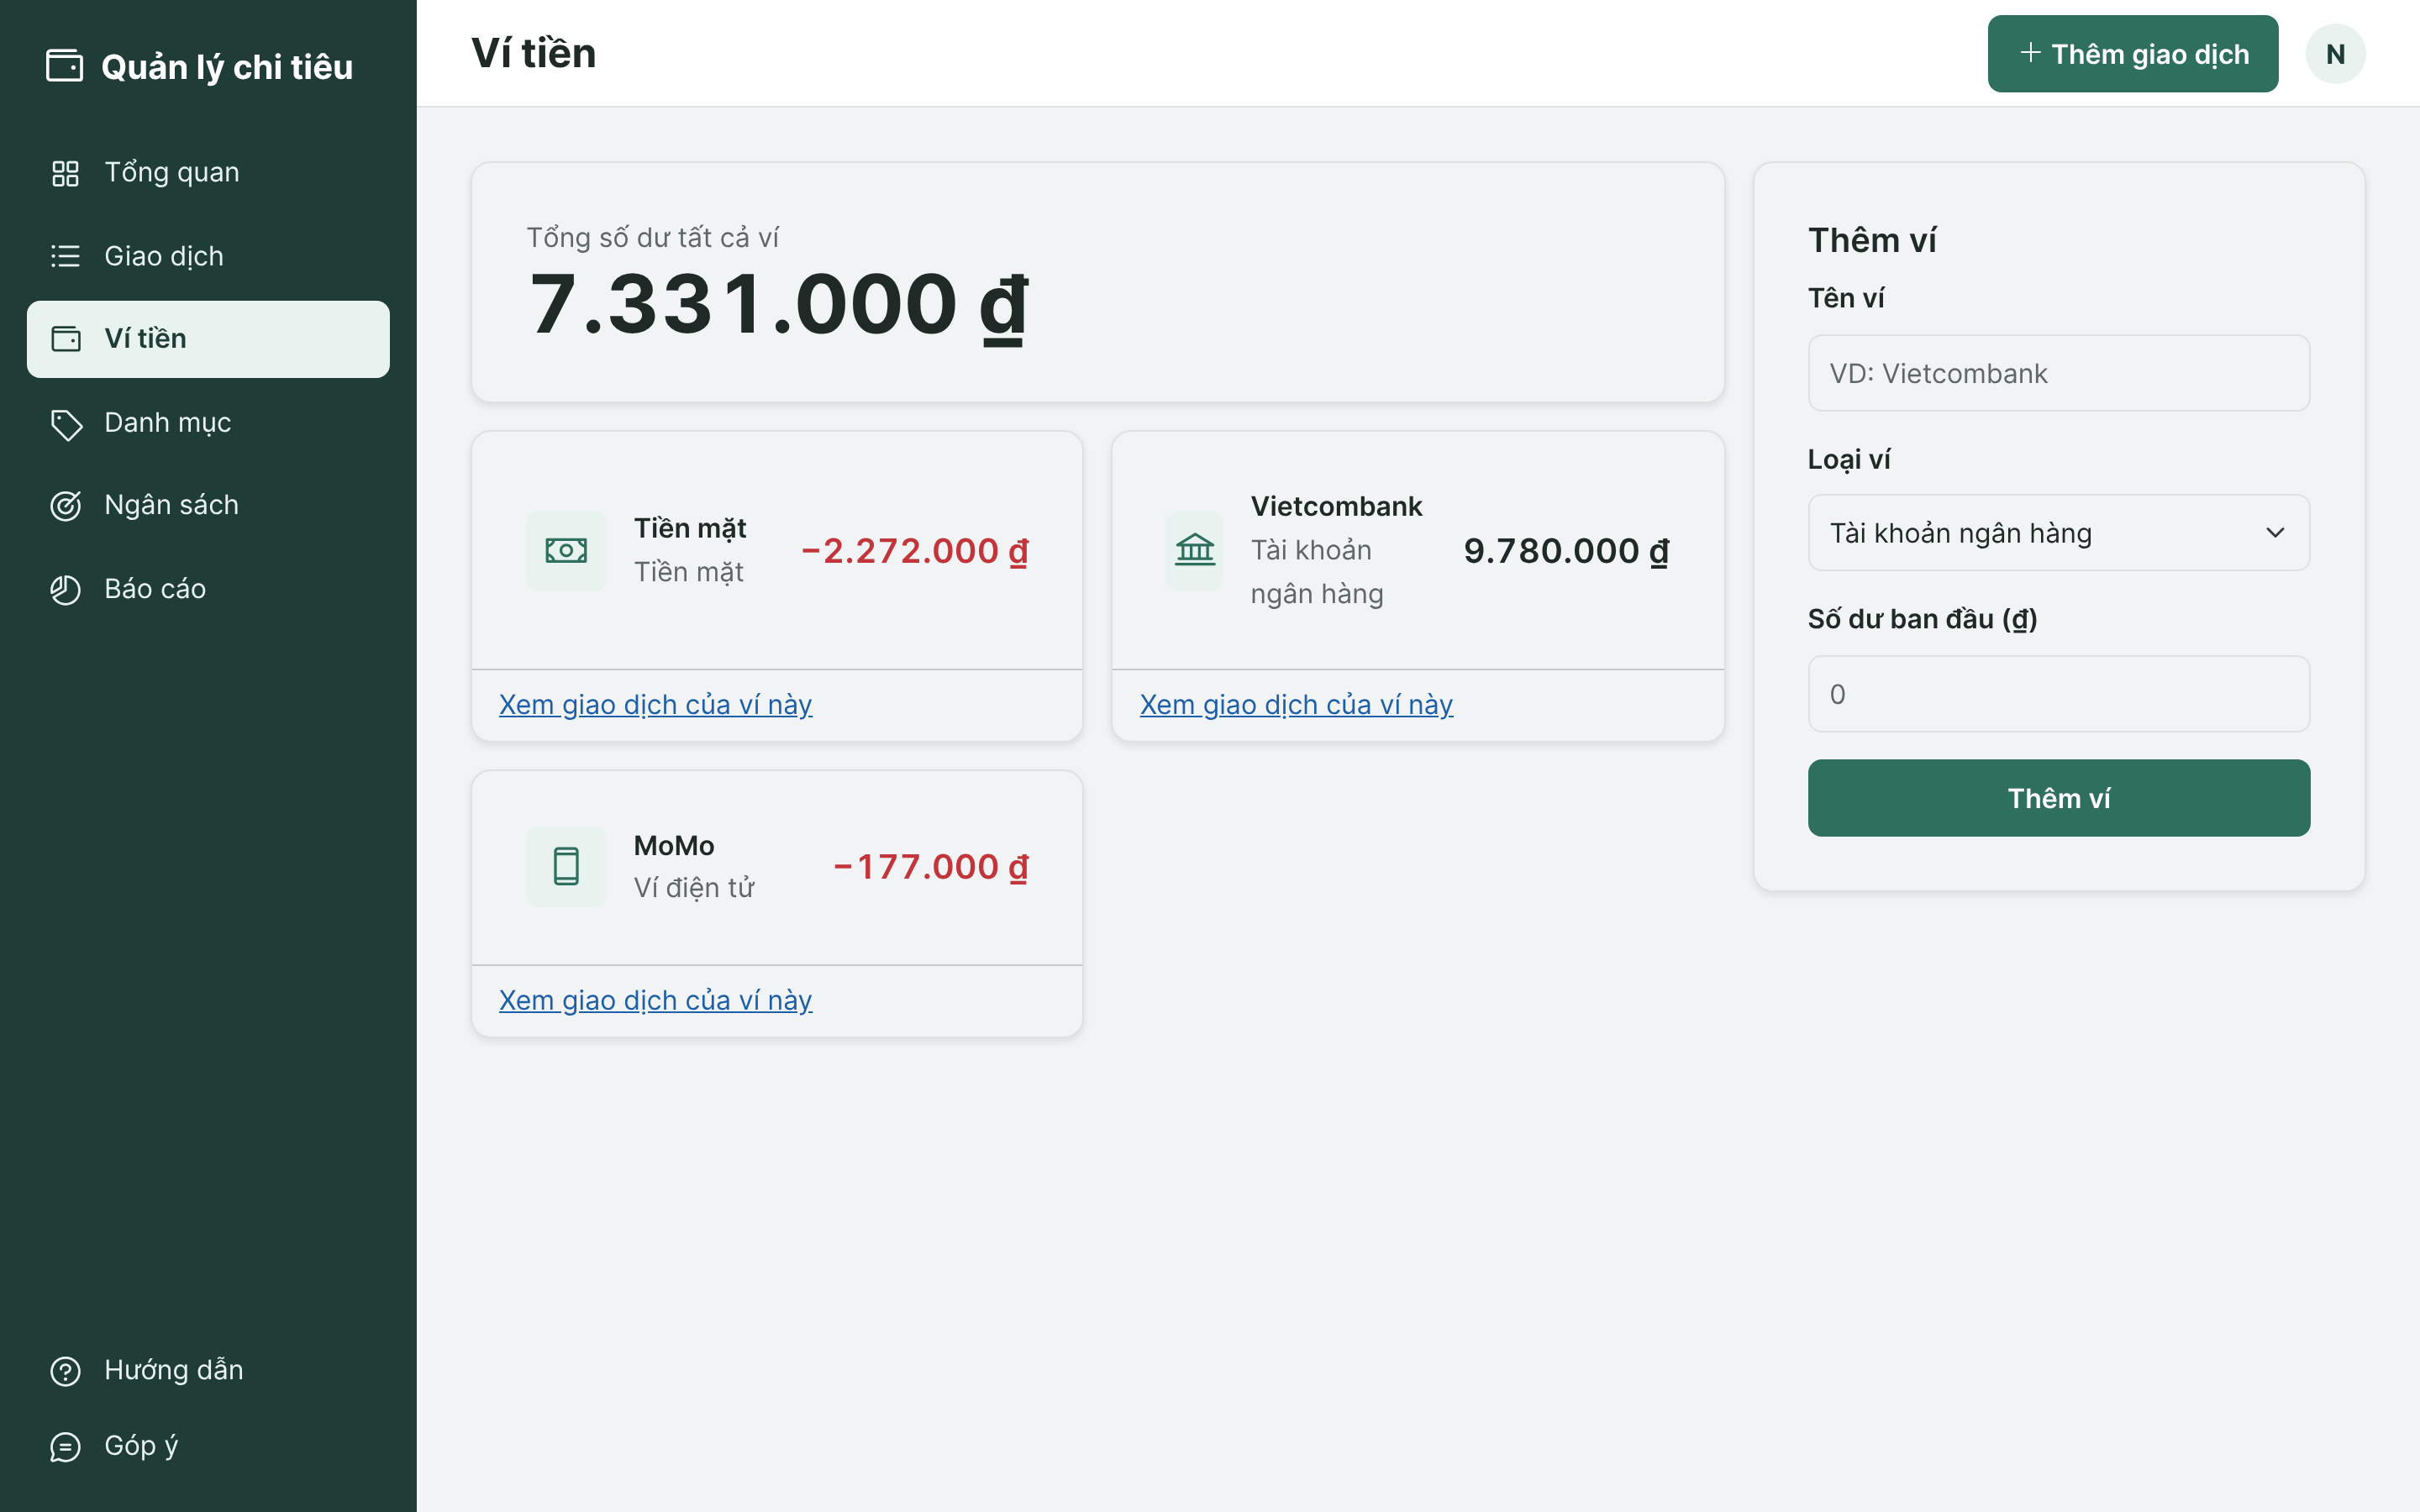 Quản lý chi tiêu
Tổng quan
Giao dịch
Ví tiền
Danh mục
Ngân sách
Báo cáo
Hướng dẫn
Góp ý
Ví tiền
+ Thêm giao dịch
N
Tổng số dư tất cả ví
7.331.000 ₫
Tiền mặt
Tiền mặt
−2.272.000 ₫
Xem giao dịch của ví này
Vietcombank
Tài khoản
ngân hàng
9.780.000 ₫
Xem giao dịch của ví này
MoMo
Ví điện tử
−177.000 ₫
Xem giao dịch của ví này
Thêm ví
Tên ví
VD: Vietcombank
Loại ví
Tài khoản ngân hàng
Số dư ban đầu (₫)
0
Thêm ví